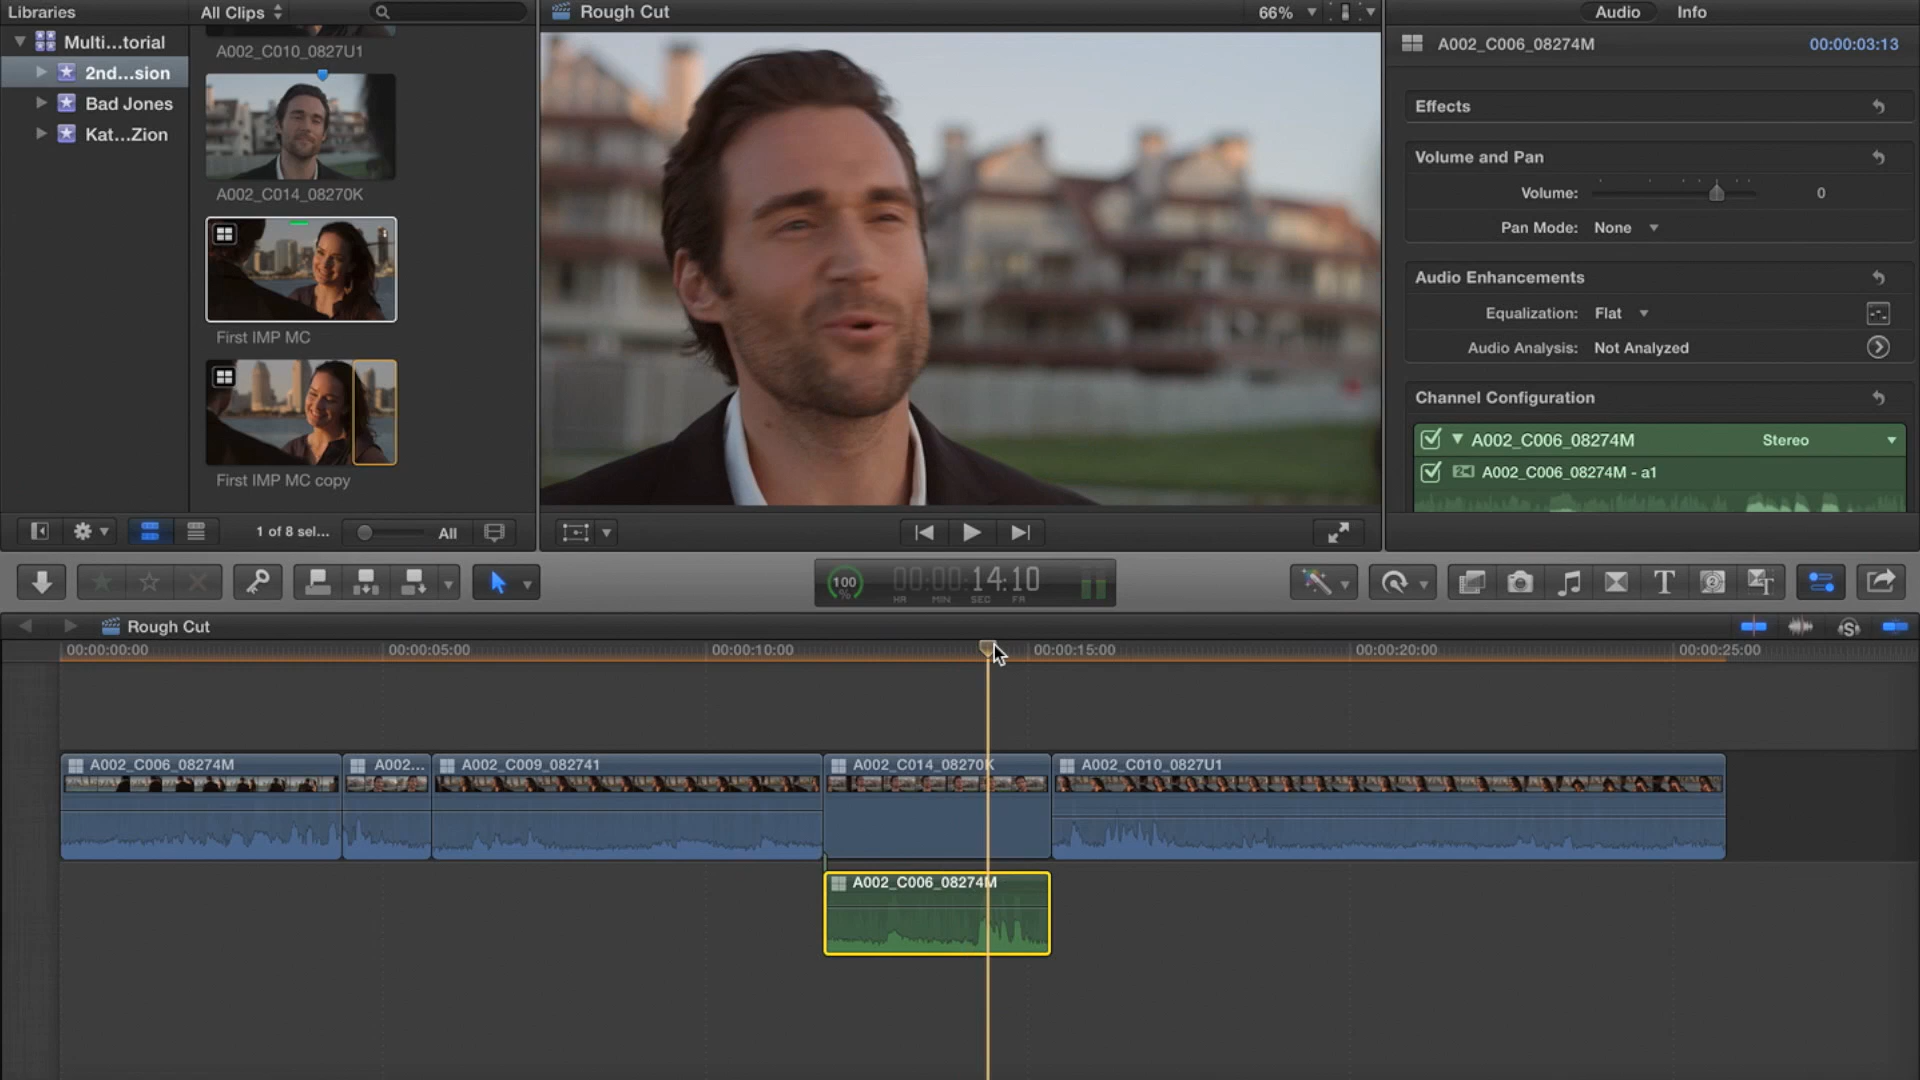 Libraries
All Clips
Rough Cut
66%
Audio
Info
Multi...torial
2nd...sion
Bad Jones
Kat...Zion
A002_C010_0827U1
A002_C014_08270K
First IMP MC
First IMP MC copy
A002_C006_08274M
00:00:03:13
Effects
Volume and Pan
Volume:
0
Pan Mode:
None
Audio Enhancements
Equalization:
Flat
Audio Analysis:
Not Analyzed
Channel Configuration
A002_C006_08274M
Stereo
A002_C006_08274M - a1
1 of 8 sel...
All
100
%
00:00:14:10
HR MIN SEC FR
T
Rough Cut
00:00:00:00
00:00:05:00
00:00:10:00
00:00:15:00
00:00:20:00
00:00:25:00
A002_C006_08274M
A002...
A002_C009_082741
A002_C014_08270K
A002_C010_0827U1
A002_C006_08274M